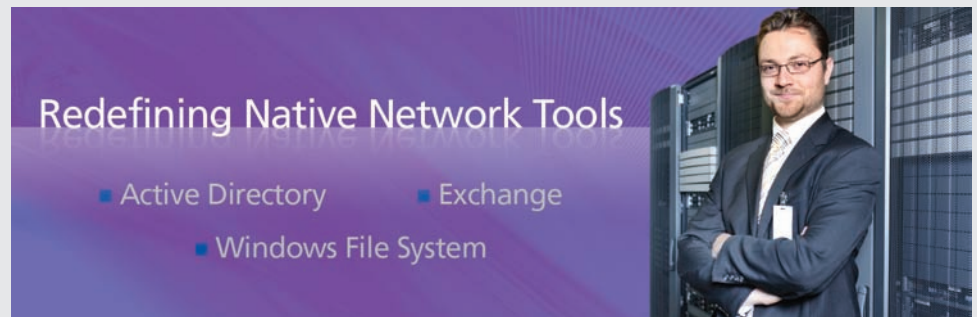 Redefining Native Network Tools
▪ Active Directory ▪ Exchange
▪ Windows File System